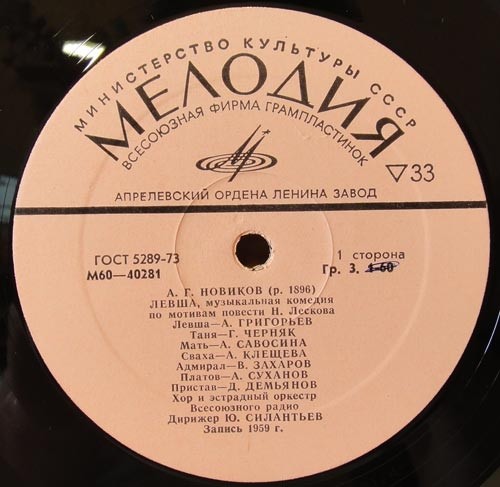 МИНИСТЕРСТВО КУЛЬТУРЫ СССР
МЕЛОДИЯ
ВСЕСОЮЗНАЯ ФИРМА ГРАМПЛАСТИНОК
▽33
АПРЕЛЕВСКИЙ ОРДЕНА ЛЕНИНА ЗАВОД
ГОСТ 5289-73
М60—40281
1 сторона
Гр. 3. 1-60
А. Г. НОВИКОВ (р. 1896)
ЛЕВША, музыкальная комедия
по мотивам повести Н. Лескова
Левша—А. ГРИГОРЬЕВ
Таня—Г. ЧЕРНЯК
Мать—А. САВОСИНА
Сваха—А. КЛЕЩЕВА
Адмирал—В. ЗАХАРОВ
Платов—А. СУХАНОВ
Пристав—Д. ДЕМЬЯНОВ
Хор и эстрадный оркестр
Всесоюзного радио
Дирижер Ю. СИЛАНТЬЕВ
Запись 1959 г.